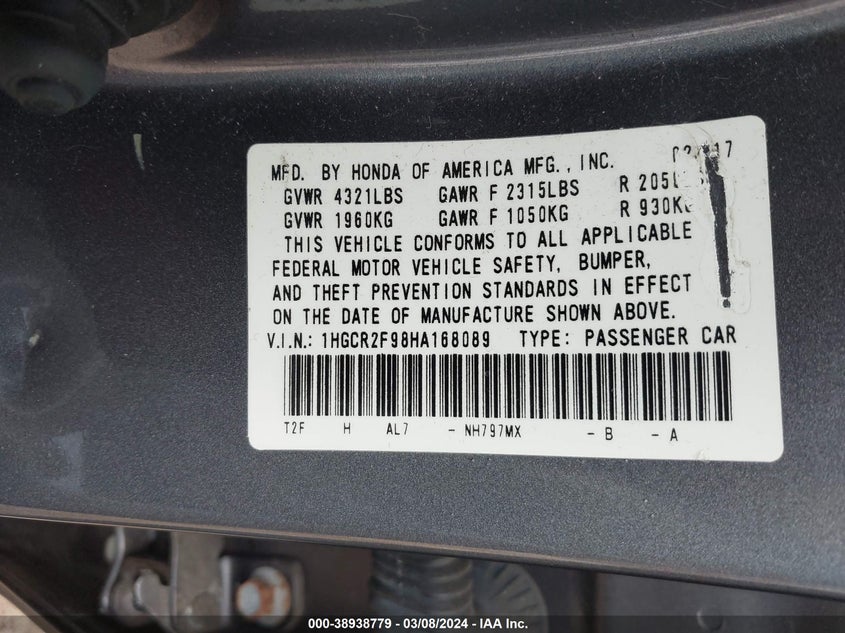 MFD. BY HONDA OF AMERICA MFG., INC.
GVWR 4321LBS GAWR F 2315LBS R
GVWR 1960KG GAWR F 1050KG R 930KG
THIS VEHICLE CONFORMS TO ALL APPLICABLE
FEDERAL MOTOR VEHICLE SAFETY, BUMPER,
AND THEFT PREVENTION STANDARDS IN EFFECT
ON THE DATE OF MANUFACTURE SHOWN ABOVE.
V.I.N.: 1HGCR2F98HA168089 TYPE: PASSENGER CAR
T2F H AL7 - NH797MX - B - A
000-38938779 - 03/08/2024 - IAA Inc.